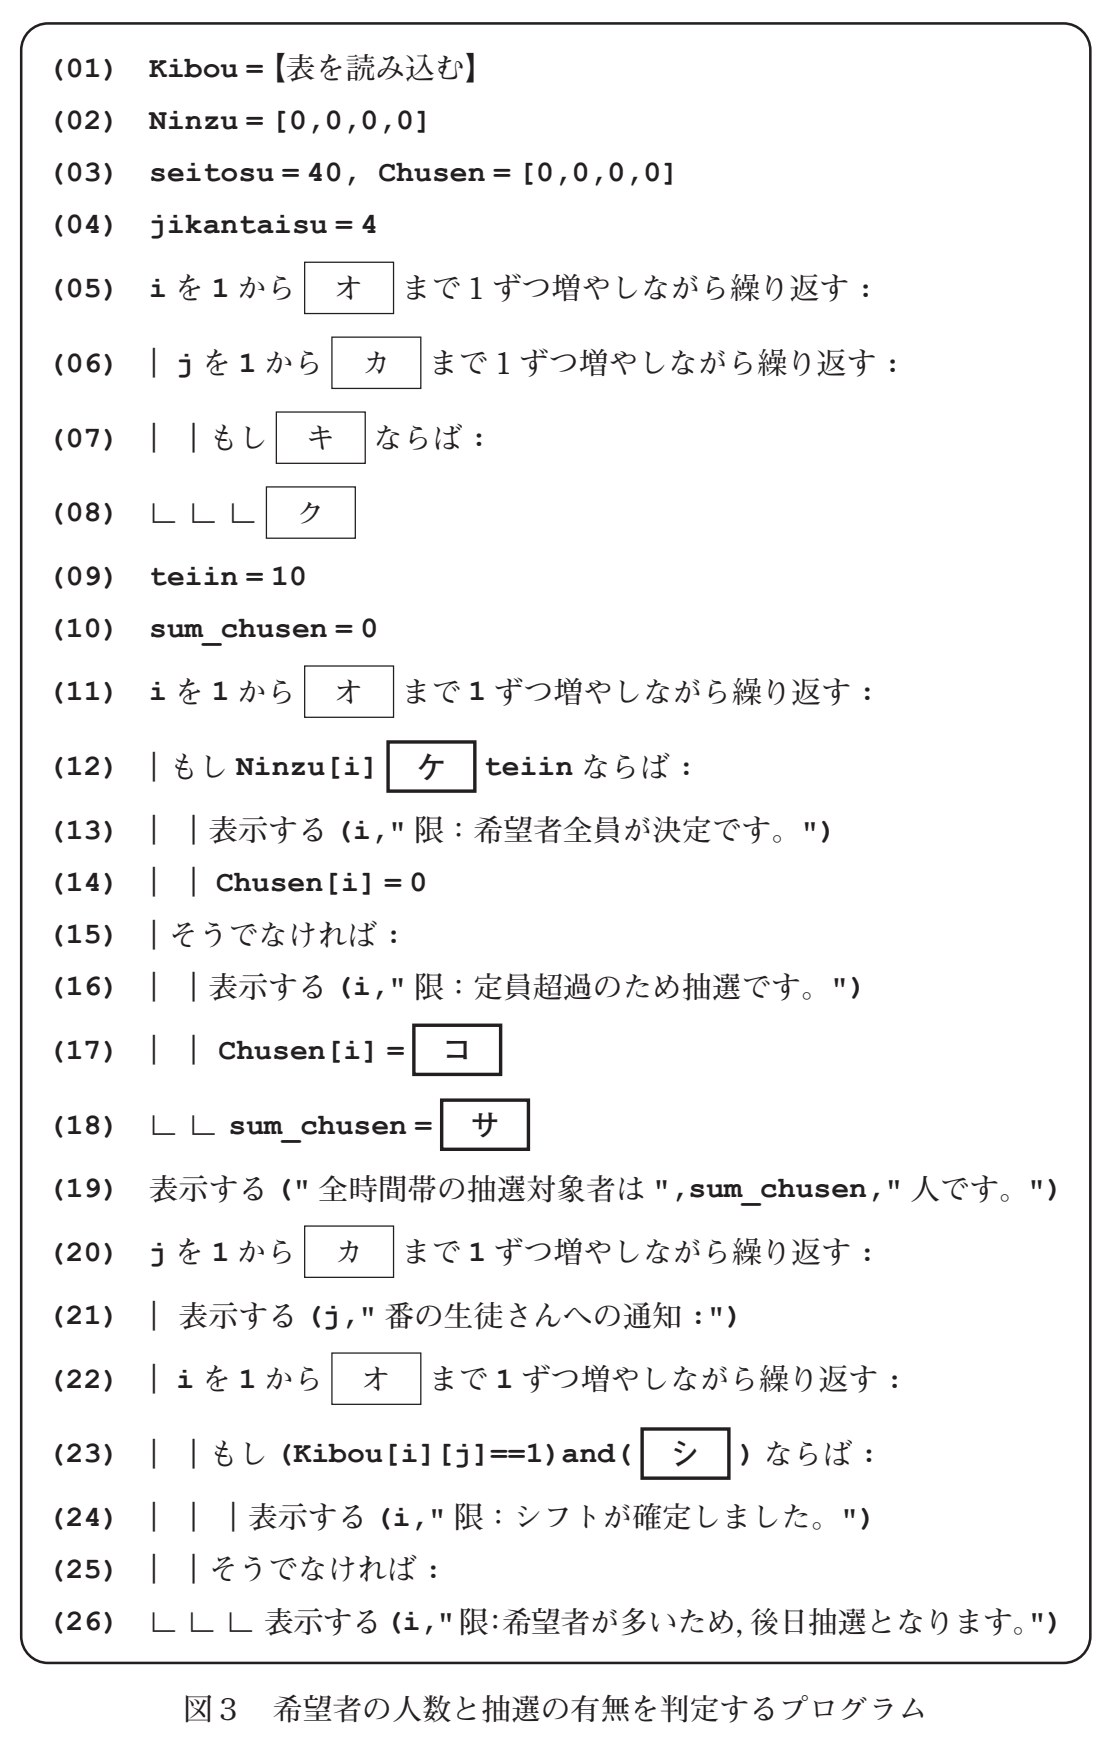 (01) Kibou=【表を読み込む】
(02) Ninzu=[0,0,0,0]
(03) seitosu=40, Chusen=[0,0,0,0]
(04) jikantaisu=4
(05) i を 1 から オ まで1ずつ増やしながら繰り返す:
(06) | j を 1 から カ まで1ずつ増やしながら繰り返す:
(07) | | もし キ ならば:
(08) ∟ ∟ ∟ ク
(09) teiin=10
(10) sum_chusen=0
(11) i を 1 から オ まで 1 ずつ増やしながら繰り返す:
(12) | もし Ninzu[i] ケ teiin ならば:
(13) | | 表示する (i,"限：希望者全員が決定です。")
(14) | | Chusen[i]=0
(15) | そうでなければ:
(16) | | 表示する (i,"限：定員超過のため抽選です。")
(17) | | Chusen[i]= コ
(18) ∟ ∟ sum_chusen= サ
(19) 表示する ("全時間帯の抽選対象者は",sum_chusen,"人です。")
(20) j を 1 から カ まで 1 ずつ増やしながら繰り返す:
(21) | 表示する (j,"番の生徒さんへの通知:")
(22) | i を 1 から オ まで 1 ずつ増やしながら繰り返す:
(23) | | もし (Kibou[i][j]==1)and( シ ) ならば:
(24) | | | 表示する (i,"限：シフトが確定しました。")
(25) | | そうでなければ:
(26) ∟ ∟ ∟ 表示する (i,"限:希望者が多いため,後日抽選となります。")
図3　希望者の人数と抽選の有無を判定するプログラム